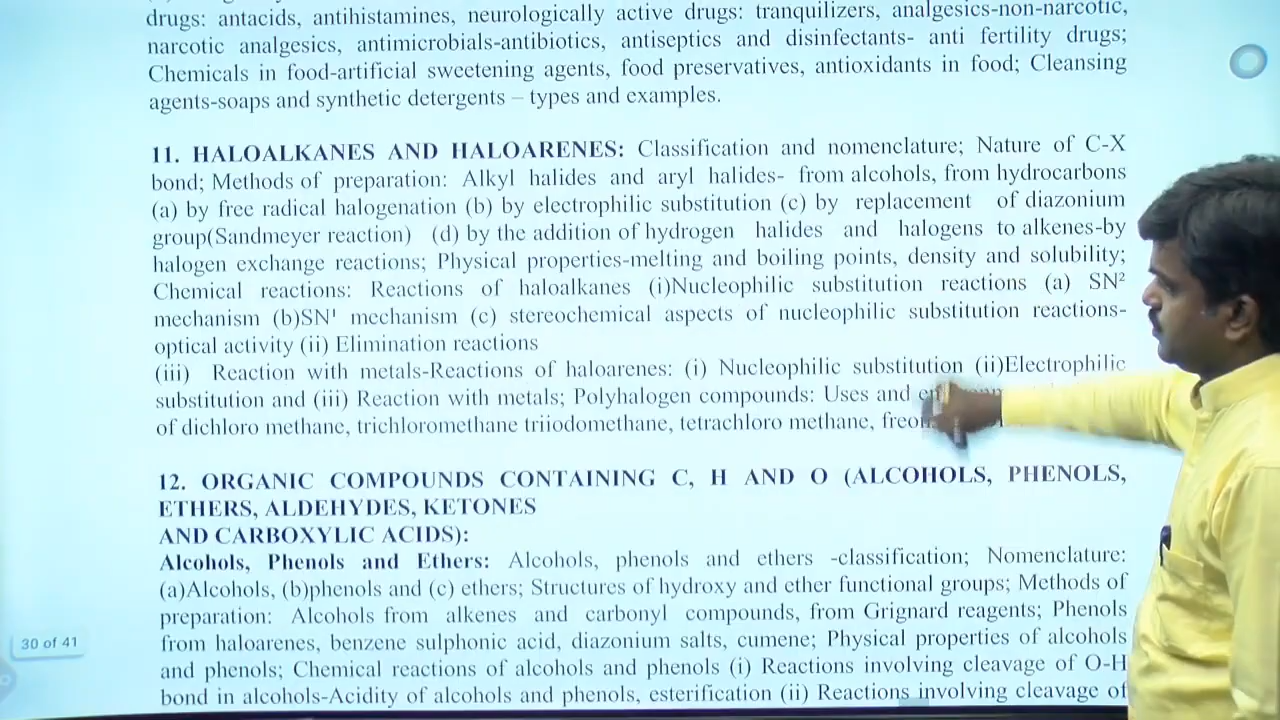 drugs: antacids, antihistamines, neurologically active drugs: tranquilizers, analgesics-non-narcotic,
narcotic analgesics, antimicrobials-antibiotics, antiseptics and disinfectants- anti fertility drugs;
Chemicals in food-artificial sweetening agents, food preservatives, antioxidants in food; Cleansing
agents-soaps and synthetic detergents – types and examples.
11. HALOALKANES AND HALOARENES: Classification and nomenclature; Nature of C-X
bond; Methods of preparation: Alkyl halides and aryl halides- from alcohols, from hydrocarbons
(a) by free radical halogenation (b) by electrophilic substitution (c) by replacement of diazonium
group(Sandmeyer reaction) (d) by the addition of hydrogen halides and halogens to alkenes-by
halogen exchange reactions; Physical properties-melting and boiling points, density and solubility;
Chemical reactions: Reactions of haloalkanes (i)Nucleophilic substitution reactions (a) SN²
mechanism (b)SN¹ mechanism (c) stereochemical aspects of nucleophilic substitution reactions-
optical activity (ii) Elimination reactions
(iii) Reaction with metals-Reactions of haloarenes: (i) Nucleophilic substitution (ii)Electrophilic
substitution and (iii) Reaction with metals; Polyhalogen compounds: Uses and
of dichloro methane, trichloromethane triiodomethane, tetrachloro methane,
12. ORGANIC COMPOUNDS CONTAINING C, H AND O (ALCOHOLS, PHENOLS,
ETHERS, ALDEHYDES, KETONES
AND CARBOXYLIC ACIDS):
Alcohols, Phenols and Ethers: Alcohols, phenols and ethers -classification; Nomenclature:
(a)Alcohols, (b)phenols and (c) ethers; Structures of hydroxy and ether functional groups; Methods of
preparation: Alcohols from alkenes and carbonyl compounds, from Grignard reagents; Phenols
from haloarenes, benzene sulphonic acid, diazonium salts, cumene; Physical properties of alcohols
and phenols; Chemical reactions of alcohols and phenols (i) Reactions involving cleavage of O-H
bond in alcohols-Acidity of alcohols and phenols, esterification (ii) Reactions involving cleavage of
30 of 41